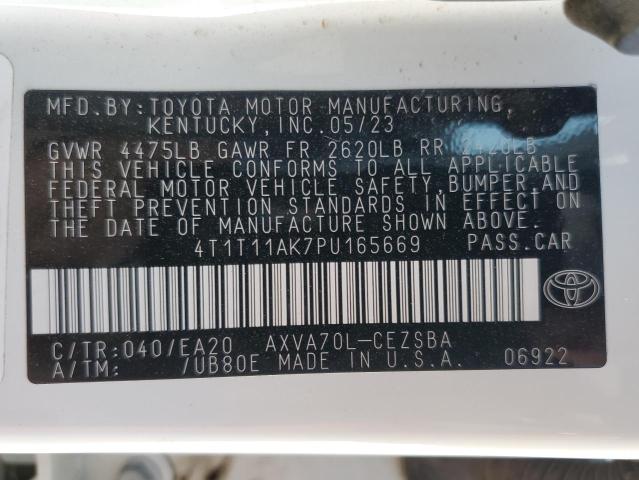 MFD.BY: TOYOTA MOTOR MANUFACTURING,
KENTUCKY, INC. 05/23
GVWR 4475LB GAWR FR 2620LB RR 2420LB
THIS VEHICLE CONFORMS TO ALL APPLICABLE
FEDERAL MOTOR VEHICLE SAFETY, BUMPER, AND
THEFT PREVENTION STANDARDS IN EFFECT ON
THE DATE OF MANUFACTURE SHOWN ABOVE.
4T1T11AK7PU165669 PASS.CAR
C/TR: 040/EA20 AXVA70L-CEZSBA
A/TM: /UB80E MADE IN U.S.A. 06922